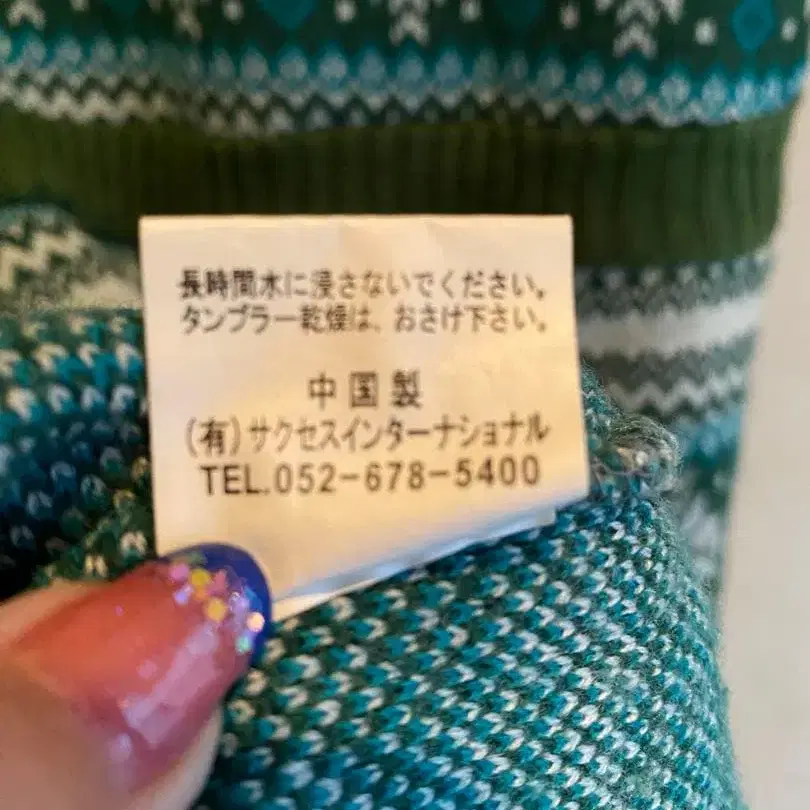 長時間水に浸さないでください。
タンブラー乾燥は、おさけ下さい。
中国製
(有)サクセスインターナショナル
TEL.052-678-5400